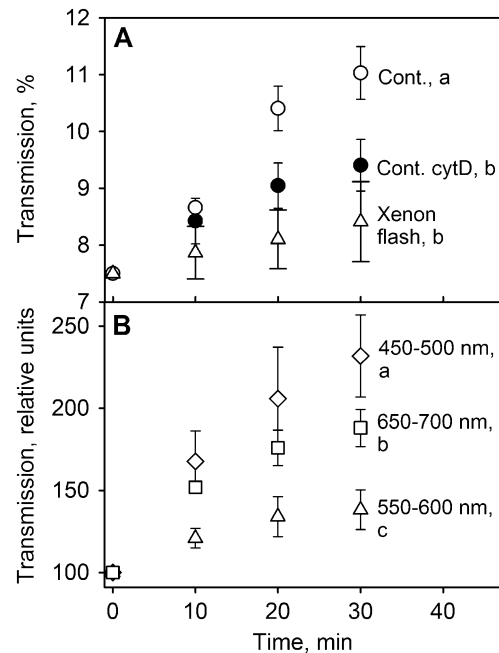 A
Transmission, %
12
11
10
9
8
7
Cont., a
Cont. cytD, b
Xenon
flash, b
B
Transmission, relative units
250
200
150
100
450-500 nm,
a
650-700 nm,
b
550-600 nm,
c
0 10 20 30 40
Time, min